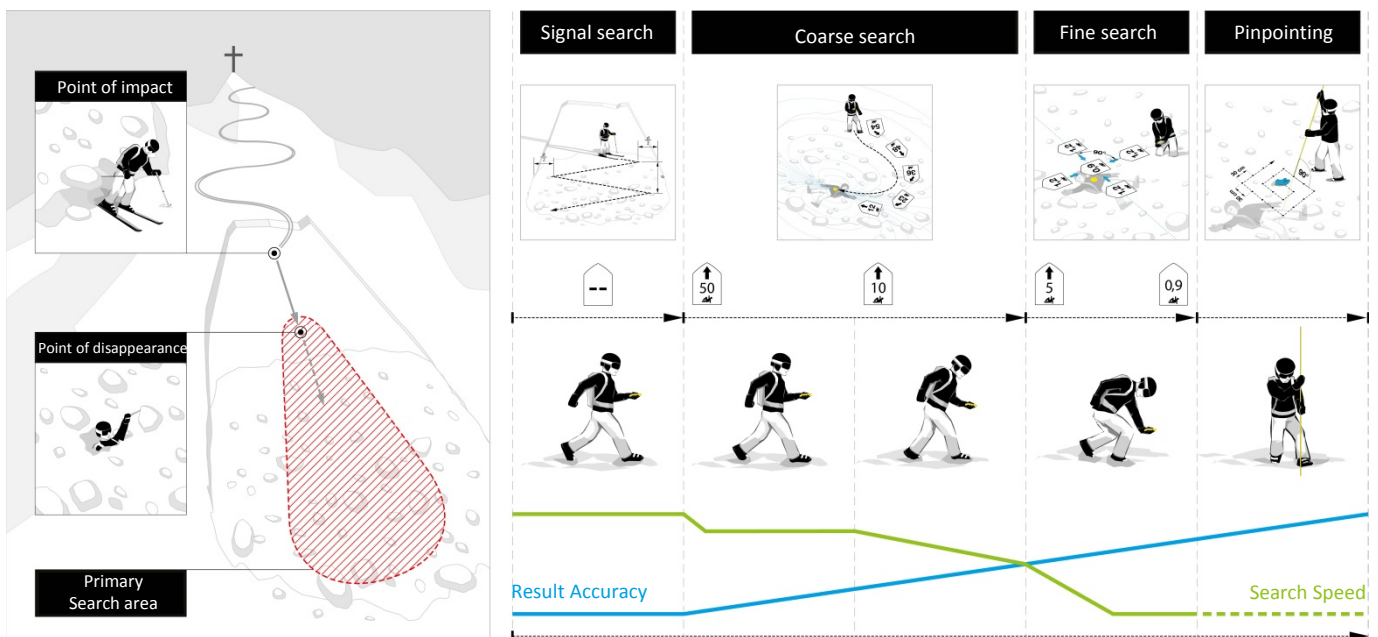 Point of impact
Point of disappearance
Primary
Search area
Signal search
Coarse search
Fine search
Pinpointing
--
50
10
5
0,9
Result Accuracy
Search Speed